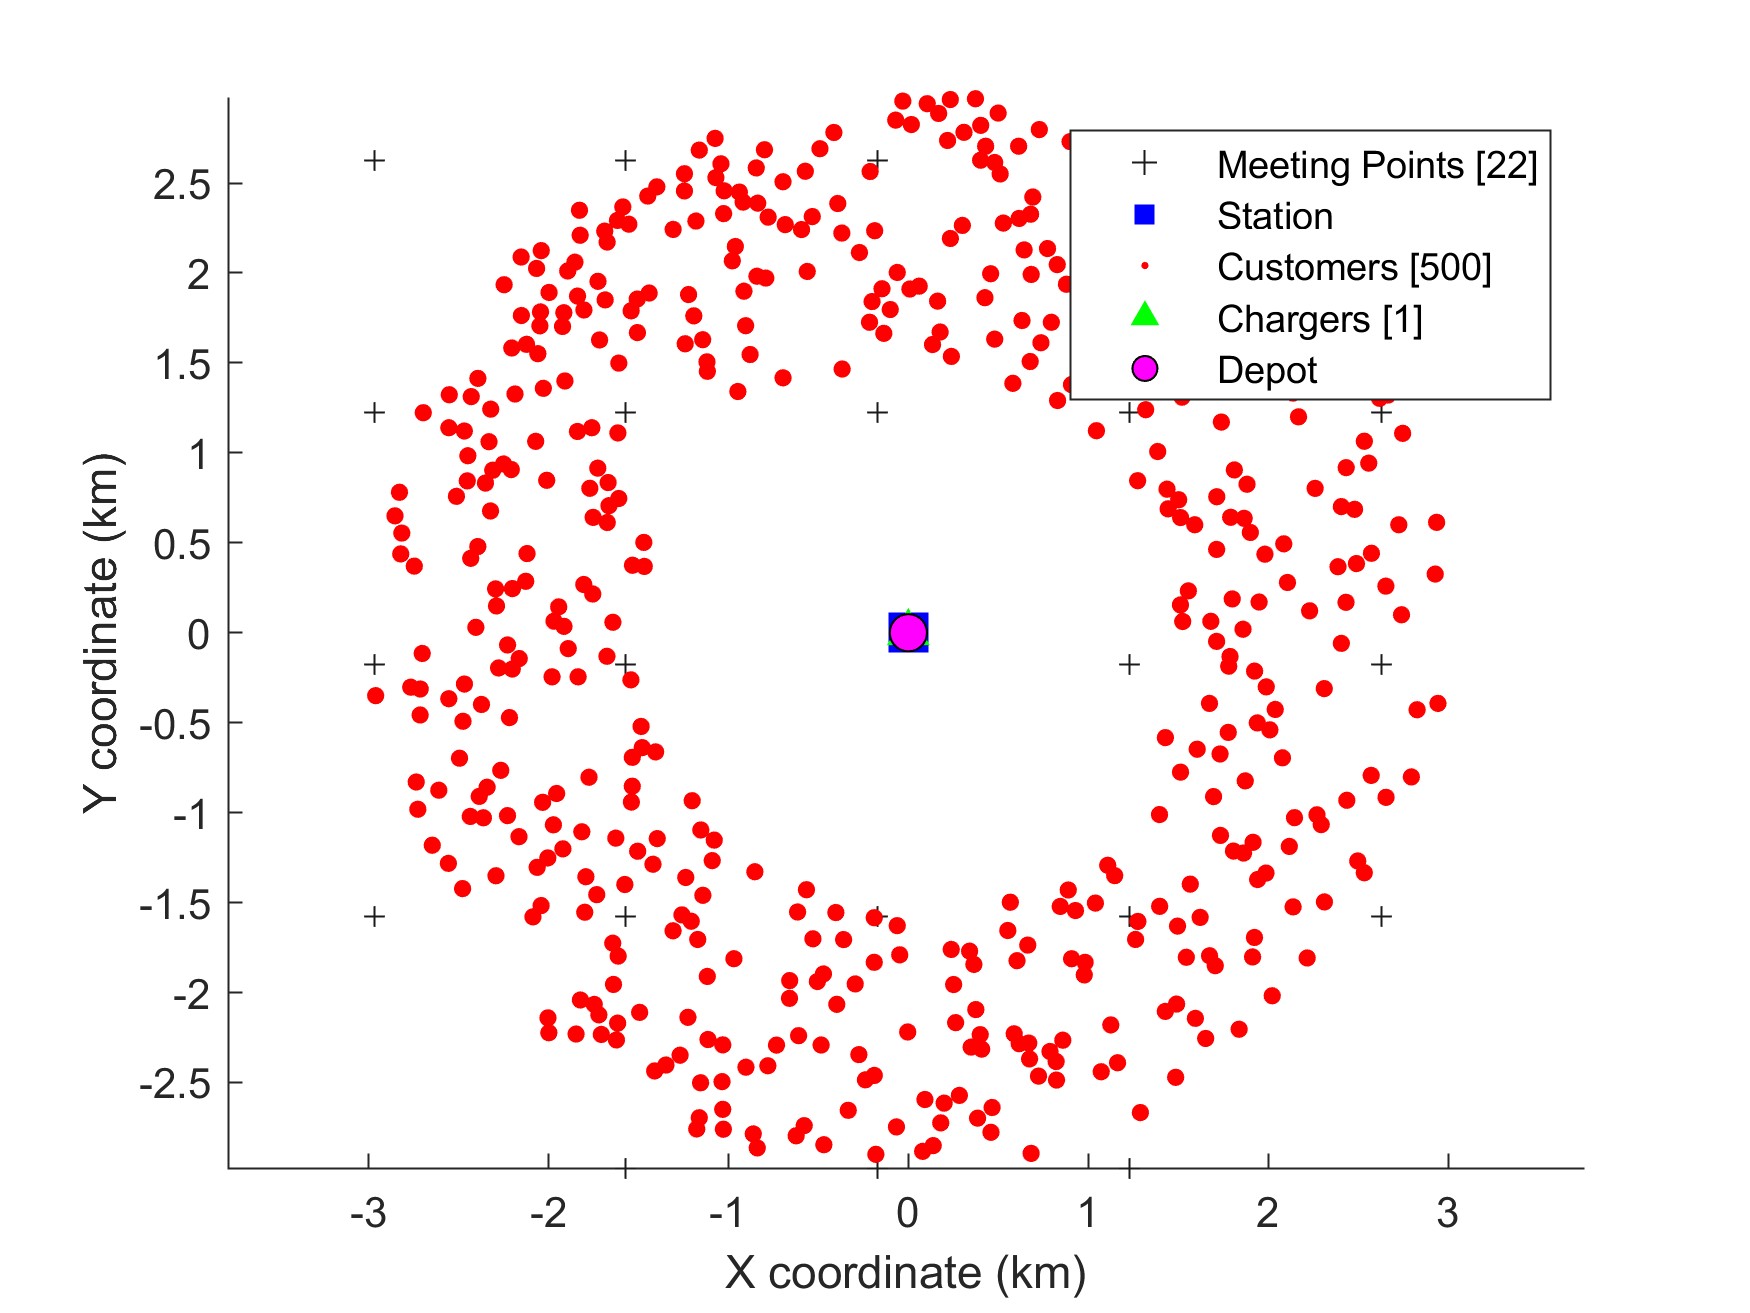 Meeting Points [22]
Station
Customers [500]
Chargers [1]
Depot
Y coordinate (km)
2.5
2
1.5
1
0.5
0
-0.5
-1
-1.5
-2
-2.5
-3 -2 -1 0 1 2 3
X coordinate (km)